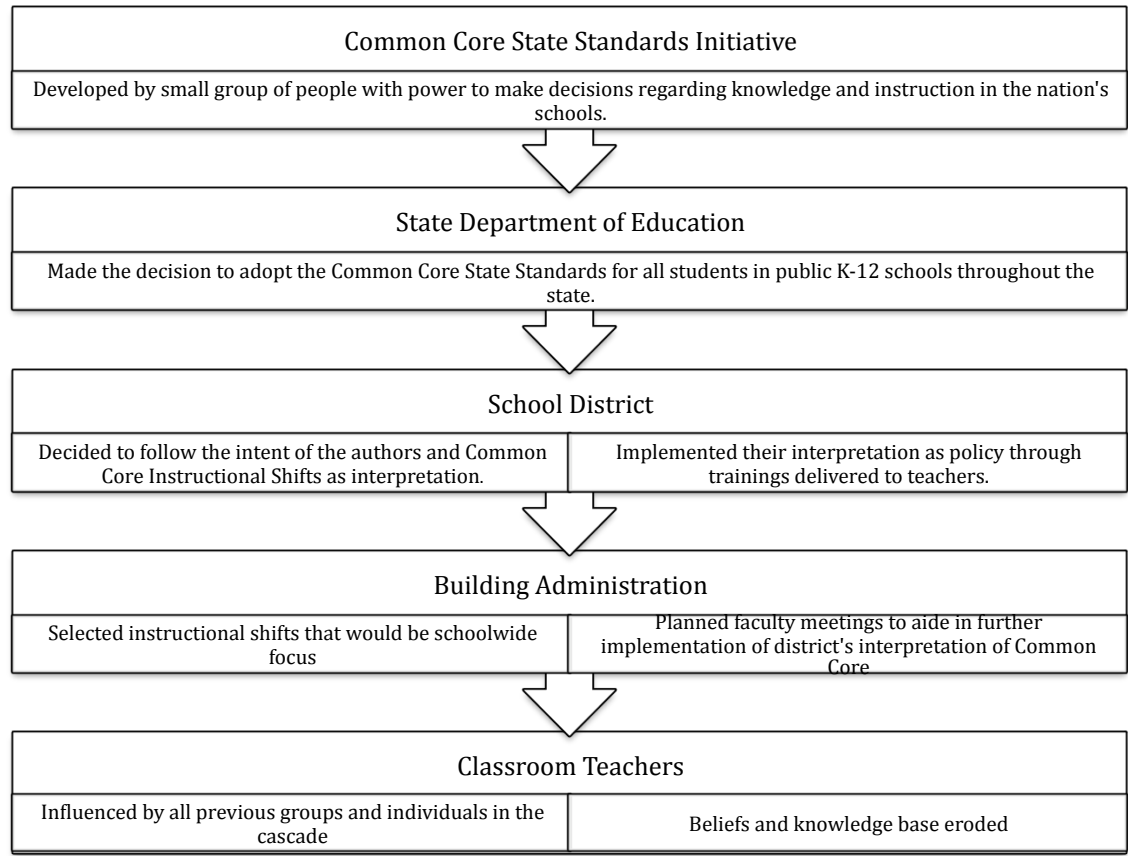 Common Core State Standards Initiative
Developed by small group of people with power to make decisions regarding knowledge and instruction in the nation's
schools.
State Department of Education
Made the decision to adopt the Common Core State Standards for all students in public K-12 schools throughout the
state.
School District
Decided to follow the intent of the authors and Common
Core Instructional Shifts as interpretation.
Implemented their interpretation as policy through
trainings delivered to teachers.
Building Administration
Selected instructional shifts that would be schoolwide
focus
Planned faculty meetings to aide in further
implementation of district's interpretation of Common
Core
Classroom Teachers
Influenced by all previous groups and individuals in the
cascade
Beliefs and knowledge base eroded